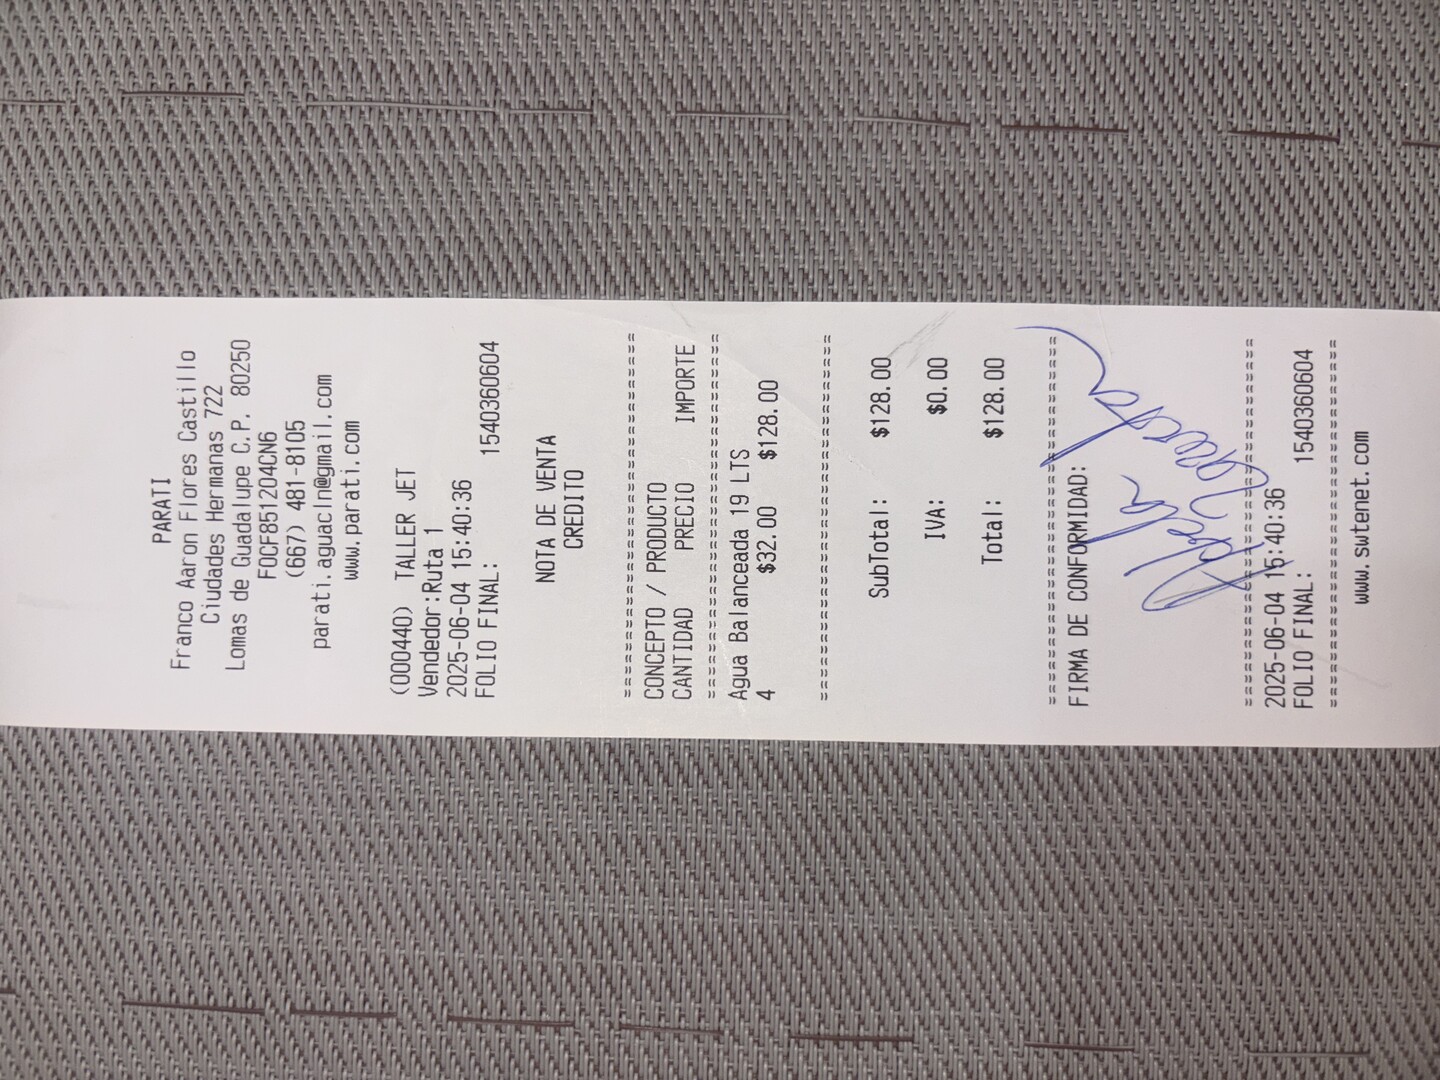 PARATI
Franco Aaron Flores Castillo
Ciudades Hermanas 722
Lomas de Guadalupe C.P. 80250
FOCF851204CN6
(667) 481-8105
parati.aguacln@gmail.com
www.parati.com
(000440) TALLER JET
Vendedor:Ruta 1
2025-06-04 15:40:36
FOLIO FINAL: 1540360604
NOTA DE VENTA
CREDITO
==================================
CONCEPTO / PRODUCTO
CANTIDAD PRECIO IMPORTE
==================================
Agua Balanceada 19 LTS
4 $32.00 $128.00
==================================
SubTotal: $128.00
IVA: $0.00
Total: $128.00
==================================
FIRMA DE CONFORMIDAD:
==================================
2025-06-04 15:40:36
FOLIO FINAL: 1540360604
==================================
www.swtenet.com